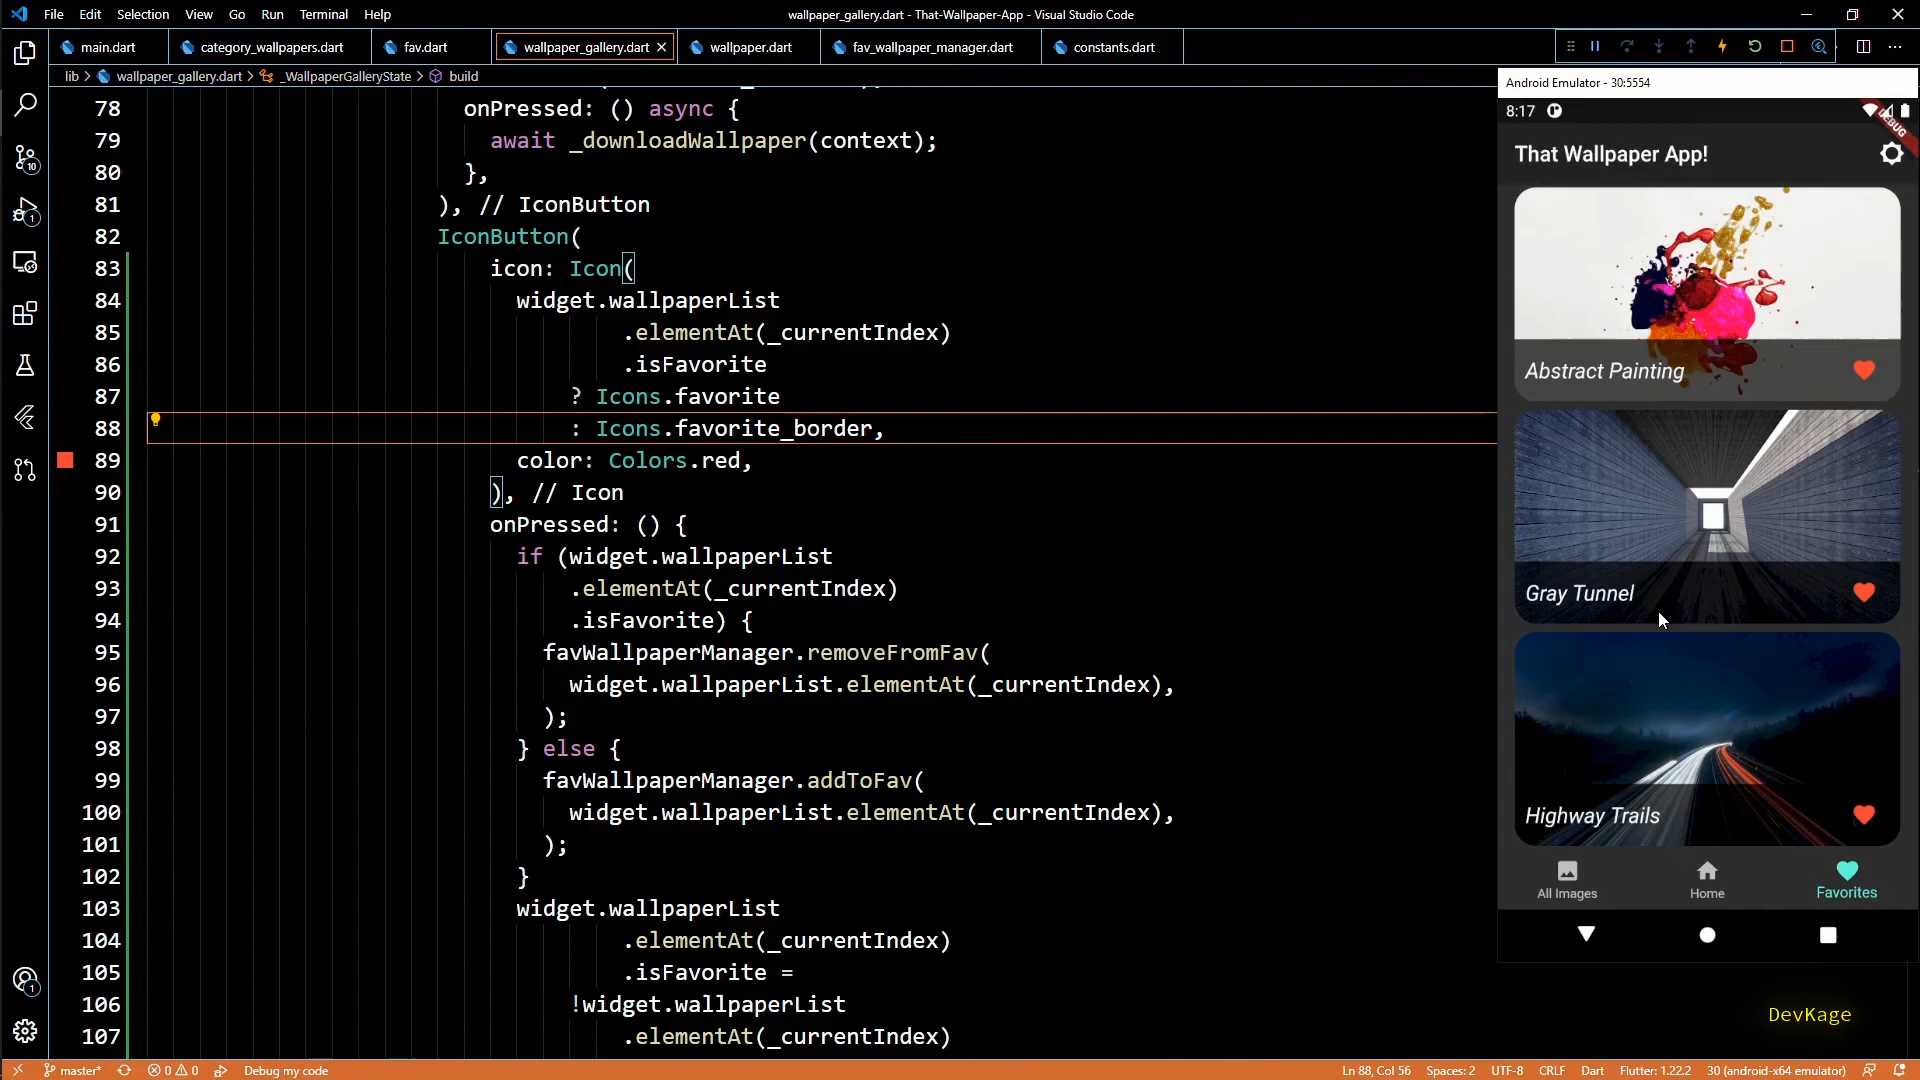 File Edit Selection View Go Run Terminal Help
wallpaper_gallery.dart - That-Wallpaper-App - Visual Studio Code
main.dart category_wallpapers.dart fav.dart wallpaper_gallery.dart wallpaper.dart fav_wallpaper_manager.dart constants.dart
lib > wallpaper_gallery.dart > _WallpaperGalleryState > build
78 onPressed: () async {
79 await _downloadWallpaper(context);
80 },
81 ), // IconButton
82 IconButton(
83 icon: Icon(
84 widget.wallpaperList
85 .elementAt(_currentIndex)
86 .isFavorite
87 ? Icons.favorite
88 : Icons.favorite_border,
89 color: Colors.red,
90 ), // Icon
91 onPressed: () {
92 if (widget.wallpaperList
93 .elementAt(_currentIndex)
94 .isFavorite) {
95 favWallpaperManager.removeFromFav(
96 widget.wallpaperList.elementAt(_currentIndex),
97 );
98 } else {
99 favWallpaperManager.addToFav(
100 widget.wallpaperList.elementAt(_currentIndex),
101 );
102 }
103 widget.wallpaperList
104 .elementAt(_currentIndex)
105 .isFavorite =
106 !widget.wallpaperList
107 .elementAt(_currentIndex)
10
1
1
Android Emulator - 30:5554
8:17
DEBUG
That Wallpaper App!
Abstract Painting
Gray Tunnel
Highway Trails
All Images Home Favorites
DevKage
master* 0 0 Debug my code Ln 88, Col 56 Spaces: 2 UTF-8 CRLF Dart Flutter: 1.22.2 30 (android-x64 emulator)